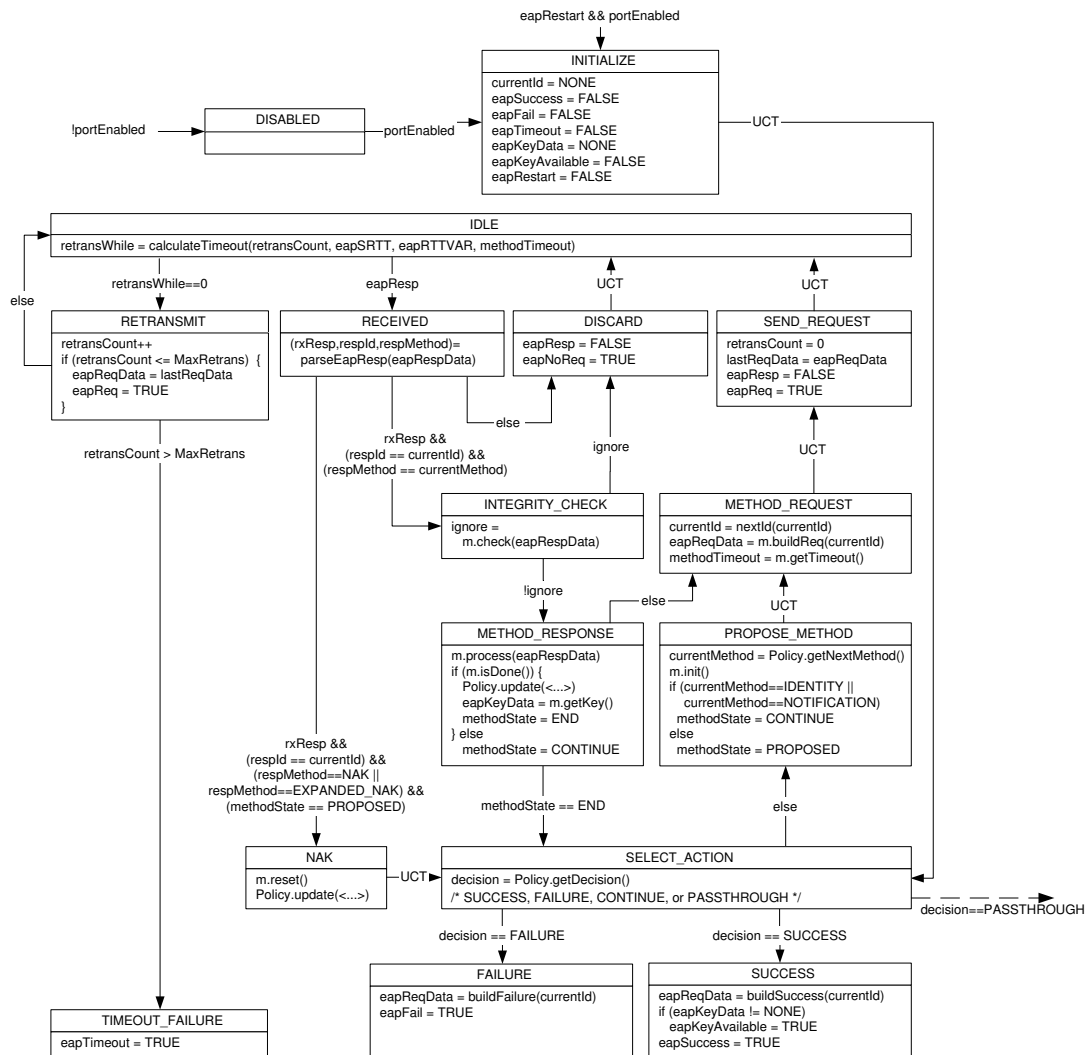 eapRestart && portEnabled
INITIALIZE
currentId = NONE
eapSuccess = FALSE
eapFail = FALSE
eapTimeout = FALSE
eapKeyData = NONE
eapKeyAvailable = FALSE
eapRestart = FALSE
!portEnabled
DISABLED
portEnabled
UCT
IDLE
retransWhile = calculateTimeout(retransCount, eapSRTT, eapRTTVAR, methodTimeout)
else
retransWhile==0
eapResp
UCT
UCT
RETRANSMIT
retransCount++
if (retransCount <= MaxRetrans) {
eapReqData = lastReqData
eapReq = TRUE
}
RECEIVED
(rxResp,respId,respMethod)=
parseEapResp(eapRespData)
DISCARD
eapResp = FALSE
eapNoReq = TRUE
SEND_REQUEST
retransCount = 0
lastReqData = eapReqData
eapResp = FALSE
eapReq = TRUE
else
retransCount > MaxRetrans
rxResp &&
(respId == currentId) &&
(respMethod == currentMethod)
ignore
UCT
INTEGRITY_CHECK
ignore =
m.check(eapRespData)
METHOD_REQUEST
currentId = nextId(currentId)
eapReqData = m.buildReq(currentId)
methodTimeout = m.getTimeout()
!ignore
else
UCT
METHOD_RESPONSE
m.process(eapRespData)
if (m.isDone()) {
Policy.update(<...>)
eapKeyData = m.getKey()
methodState = END
} else
methodState = CONTINUE
PROPOSE_METHOD
currentMethod = Policy.getNextMethod()
m.init()
if (currentMethod==IDENTITY ||
currentMethod==NOTIFICATION)
methodState = CONTINUE
else
methodState = PROPOSED
rxResp &&
(respId == currentId) &&
(respMethod==NAK ||
respMethod==EXPANDED_NAK) &&
(methodState == PROPOSED)
methodState == END
else
NAK
m.reset()
Policy.update(<...>)
UCT
SELECT_ACTION
decision = Policy.getDecision()
/* SUCCESS, FAILURE, CONTINUE, or PASSTHROUGH */
decision==PASSTHROUGH
decision == FAILURE
decision == SUCCESS
FAILURE
eapReqData = buildFailure(currentId)
eapFail = TRUE
SUCCESS
eapReqData = buildSuccess(currentId)
if (eapKeyData != NONE)
eapKeyAvailable = TRUE
eapSuccess = TRUE
TIMEOUT_FAILURE
eapTimeout = TRUE